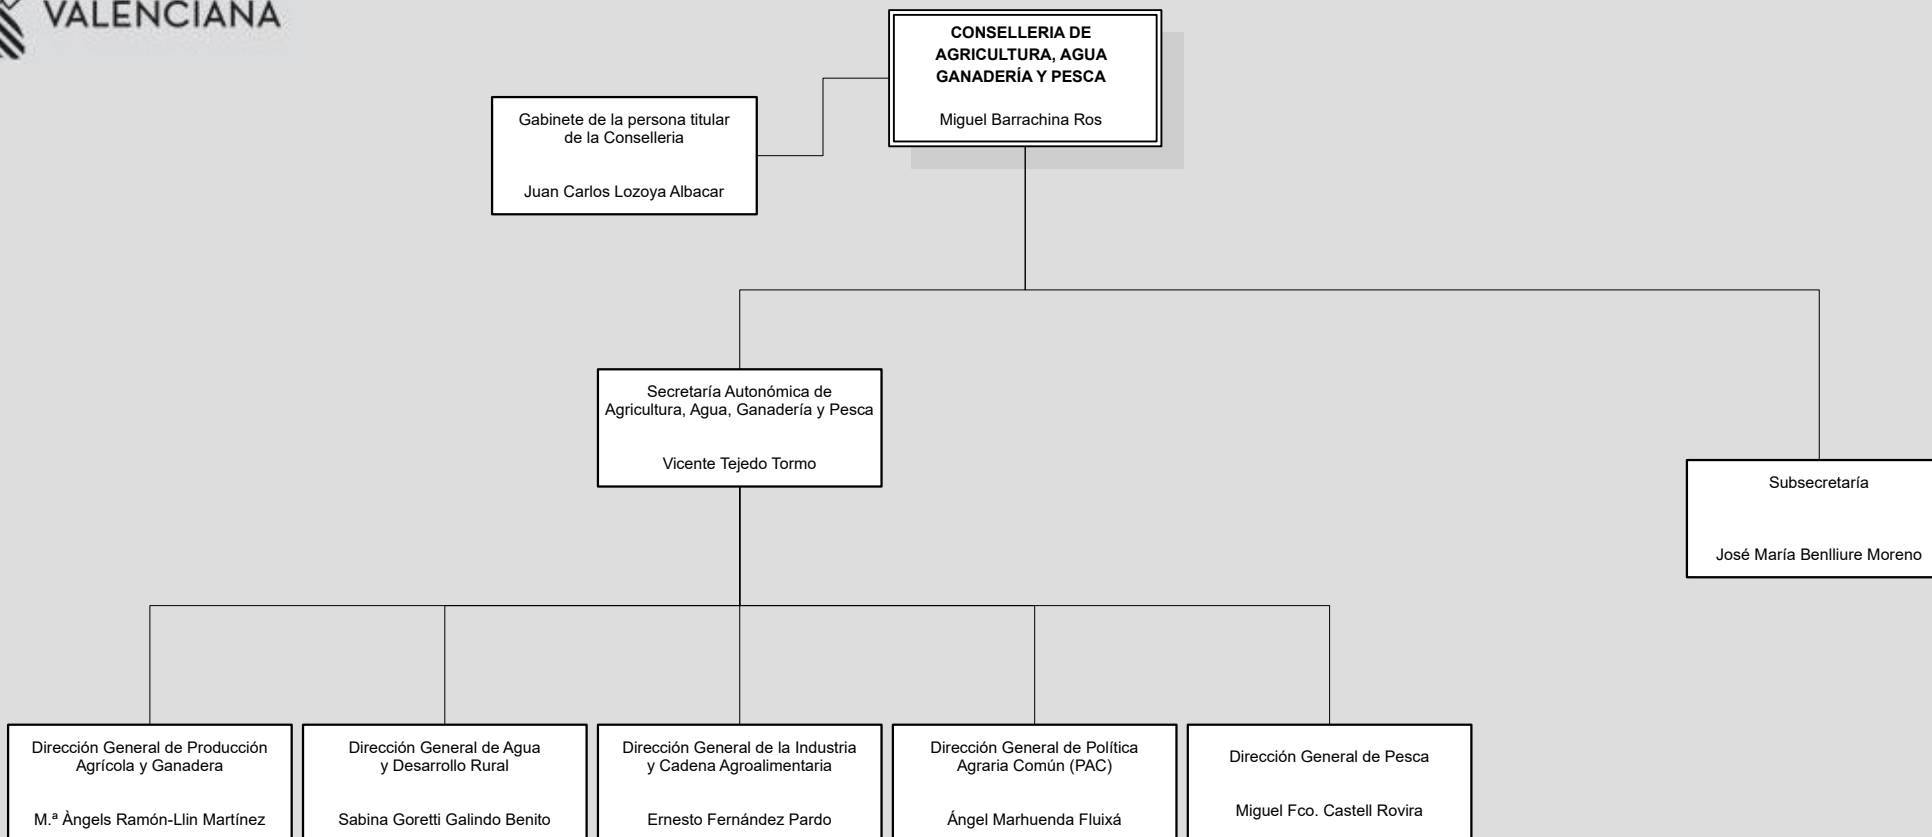 VALENCIANA
CONSELLERIA DE
AGRICULTURA, AGUA
GANADERÍA Y PESCA
Miguel Barrachina Ros
Gabinete de la persona titular
de la Conselleria
Juan Carlos Lozoya Albacar
Secretaría Autonómica de
Agricultura, Agua, Ganadería y Pesca
Vicente Tejedo Tormo
Subsecretaría
José María Benlliure Moreno
Dirección General de Producción
Agrícola y Ganadera
M.ª Àngels Ramón-Llin Martínez
Dirección General de Agua
y Desarrollo Rural
Sabina Goretti Galindo Benito
Dirección General de la Industria
y Cadena Agroalimentaria
Ernesto Fernández Pardo
Dirección General de Política
Agraria Común (PAC)
Ángel Marhuenda Fluixá
Dirección General de Pesca
Miguel Fco. Castell Rovira